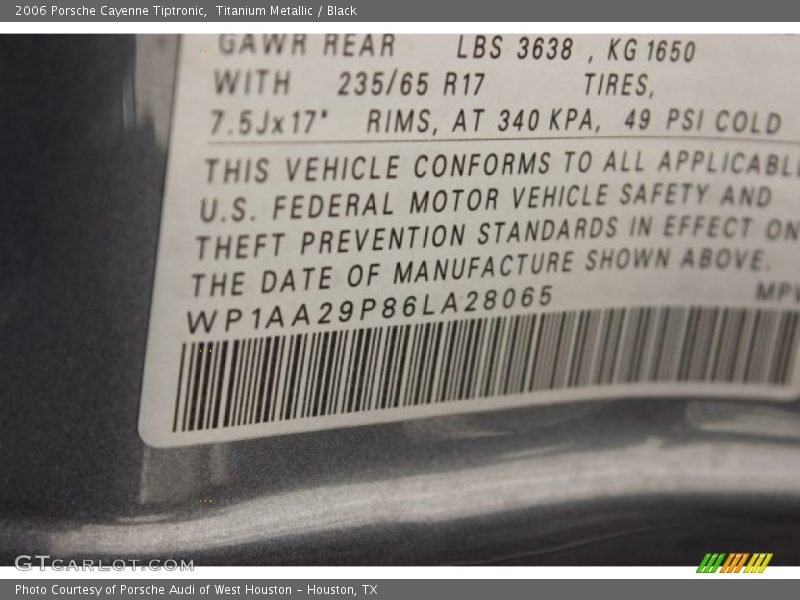 2006 Porsche Cayenne Tiptronic,  Titanium Metallic / Black
GAWR REAR LBS 3638 , KG 1650
WITH 235/65 R17 TIRES,
7.5Jx17" RIMS, AT 340 KPA, 49 PSI COLD
THIS VEHICLE CONFORMS TO ALL APPLICABLE
U.S. FEDERAL MOTOR VEHICLE SAFETY AND
THEFT PREVENTION STANDARDS IN EFFECT ON
THE DATE OF MANUFACTURE SHOWN ABOVE.
WP1AA29P86LA28065 MPV
GTCARLOT.COM
Photo Courtesy of Porsche Audi of West Houston – Houston, TX